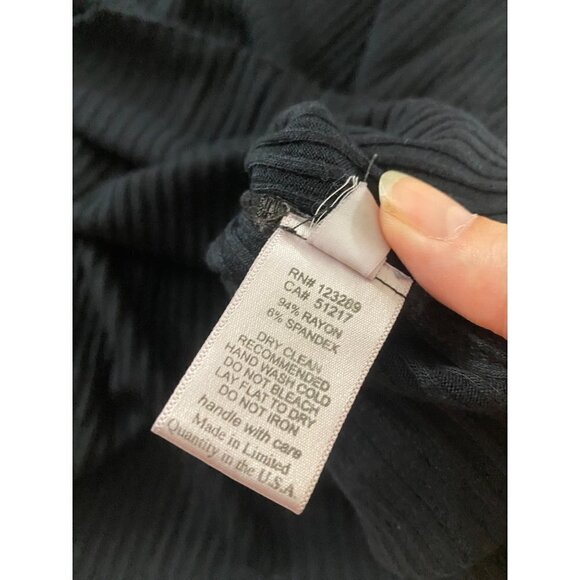 RN# 123269
CA# 51217
94% RAYON
6% SPANDEX
DRY CLEAN
RECOMMENDED
HAND WASH COLD
DO NOT BLEACH
LAY FLAT TO DRY
DO NOT IRON
handle with care
Made in Limited
Quantity in the U.S.A